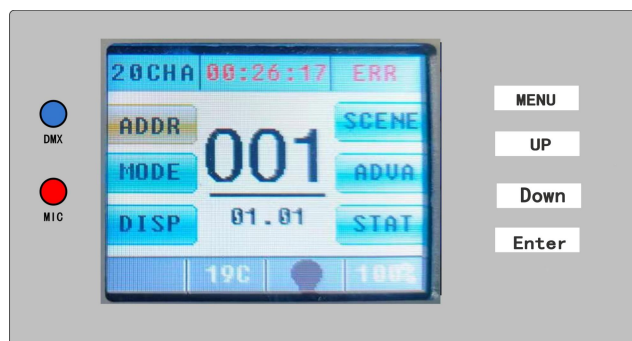 20CHA 00:26:17 ERR
ADDR
MODE
DISP
001
01.01
SCENE
ADVA
STAT
19C 100%
DMX
MIC
MENU
UP
Down
Enter